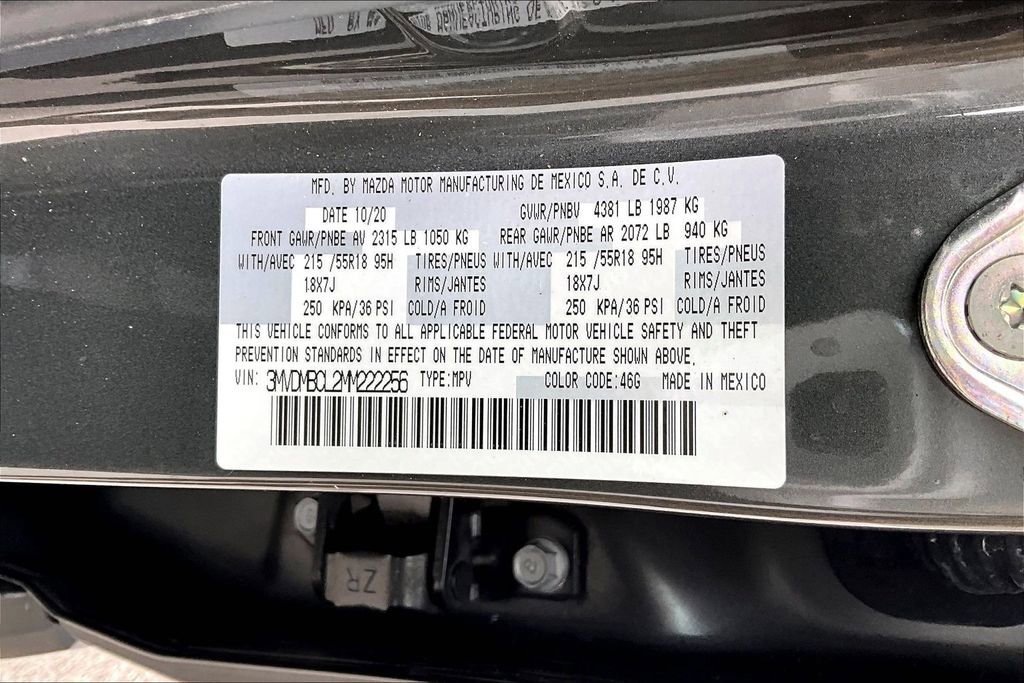 MFD. BY MAZDA MOTOR MANUFACTURING DE MEXICO S.A. DE C.V.
DATE 10/20 GVWR/PNBV 4381 LB 1987 KG
FRONT GAWR/PNBE AV 2315 LB 1050 KG REAR GAWR/PNBE AR 2072 LB 940 KG
WITH/AVEC 215 /55R18 95H TIRES/PNEUS WITH/AVEC 215 /55R18 95H TIRES/PNEUS
18X7J RIMS/JANTES 18X7J RIMS/JANTES
250 KPA/36 PSI COLD/A FROID 250 KPA/36 PSI COLD/A FROID
THIS VEHICLE CONFORMS TO ALL APPLICABLE FEDERAL MOTOR VEHICLE SAFETY AND THEFT
PREVENTION STANDARDS IN EFFECT ON THE DATE OF MANUFACTURE SHOWN ABOVE.
VIN: 3MVDMBCL2MM222256 TYPE:MPV COLOR CODE:46G MADE IN MEXICO
ZR